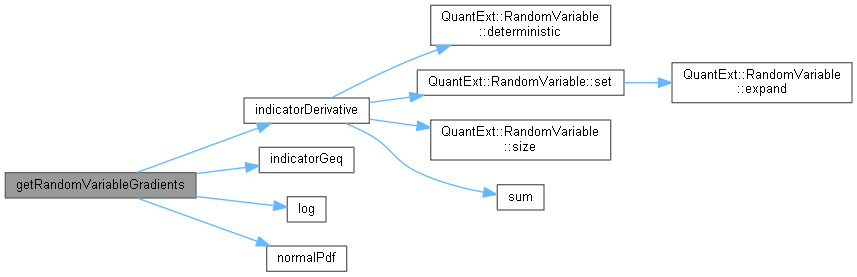 getRandomVariableGradients
indicatorDerivative
QuantExt::RandomVariable
::deterministic
QuantExt::RandomVariable::set
QuantExt::RandomVariable
::expand
QuantExt::RandomVariable
::size
sum
indicatorGeq
log
normalPdf